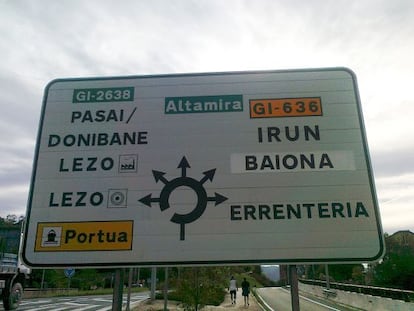 GI-2638
PASAI/
DONIBANE
LEZO
LEZO
Portua
Altamira
GI-636
IRUN
BAIONA
ERRENTERIA